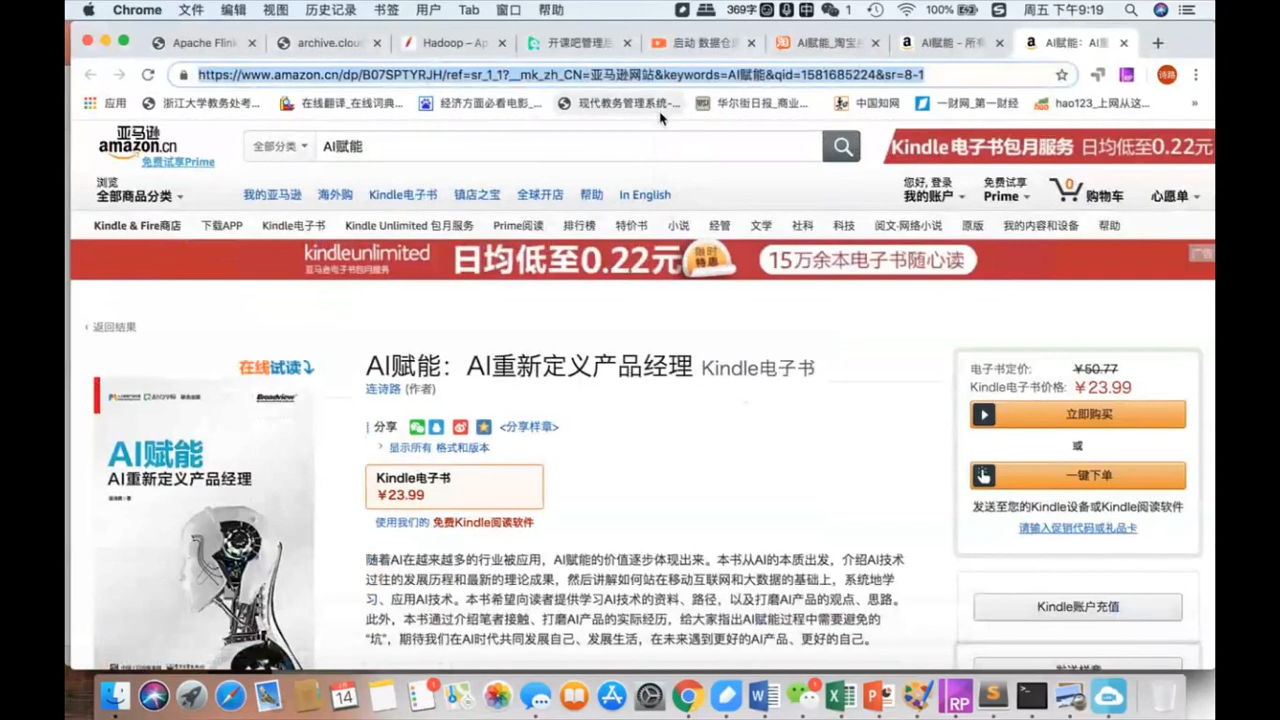 Chrome 文件 编辑 视图 历史记录 书签 用户 Tab 窗口 帮助 369字 1 100% 周五 下午9:19
Apache Flink archive.clou Hadoop – Ap 开课吧管理后 启动 数据仓 AI赋能_淘宝 AI赋能 - 所有 AI赋能：AI重
https://www.amazon.cn/dp/B07SPTYRJH/ref=sr_1_1?__mk_zh_CN=亚马逊网站&keywords=AI赋能&qid=1581685224&sr=8-1 诗路
应用 浙江大学教务处考... 在线翻译_在线词典... 经济方面必看电影_... 现代教务管理系统-... 华尔街日报_商业... 中国知网 一财网_第一财经 hao123_上网从这... »
亚马逊
amazon.cn
免费试享Prime
全部分类 AI赋能
Kindle电子书包月服务 日均低至0.22元
浏览
全部商品分类
我的亚马逊 海外购 Kindle电子书 镇店之宝 全球开店 帮助 In English
您好, 登录
我的账户
免费试享
Prime
0 购物车
心愿单
Kindle & Fire商店 下载APP Kindle电子书 Kindle Unlimited 包月服务 Prime阅读 排行榜 特价书 小说 经管 文学 社科 科技 阅文-网络小说 原版 我的内容和设备 帮助
kindleunlimited
亚马逊电子书包月服务
日均低至0.22元
限时
特惠
15万余本电子书随心读
广告
‹ 返回结果
在线试读
Broadview
AI赋能
AI重新定义产品经理
AI赋能：AI重新定义产品经理 Kindle电子书
连诗路 (作者)
分享 <分享样章>
› 显示所有 格式和版本
Kindle电子书
￥23.99
使用我们的 免费Kindle阅读软件
随着AI在越来越多的行业被应用，AI赋能的价值逐步体现出来。本书从AI的本质出发，介绍AI技术
过往的发展历程和最新的理论成果，然后讲解如何站在移动互联网和大数据的基础上，系统地学
习、应用AI技术。本书希望向读者提供学习AI技术的资料、路径，以及打磨AI产品的观点、思路。
此外，本书通过介绍笔者接触、打磨AI产品的实际经历，给大家指出AI赋能过程中需要避免的
“坑”，期待我们在AI时代共同发展自己、发展生活，在未来遇到更好的AI产品、更好的自己。
电子书定价: ￥50.77
Kindle电子书价格: ￥23.99
立即购买
或
一键下单
发送至您的Kindle设备或Kindle阅读软件
请输入促销代码或礼品卡
Kindle账户充值
发送样章
14
RP